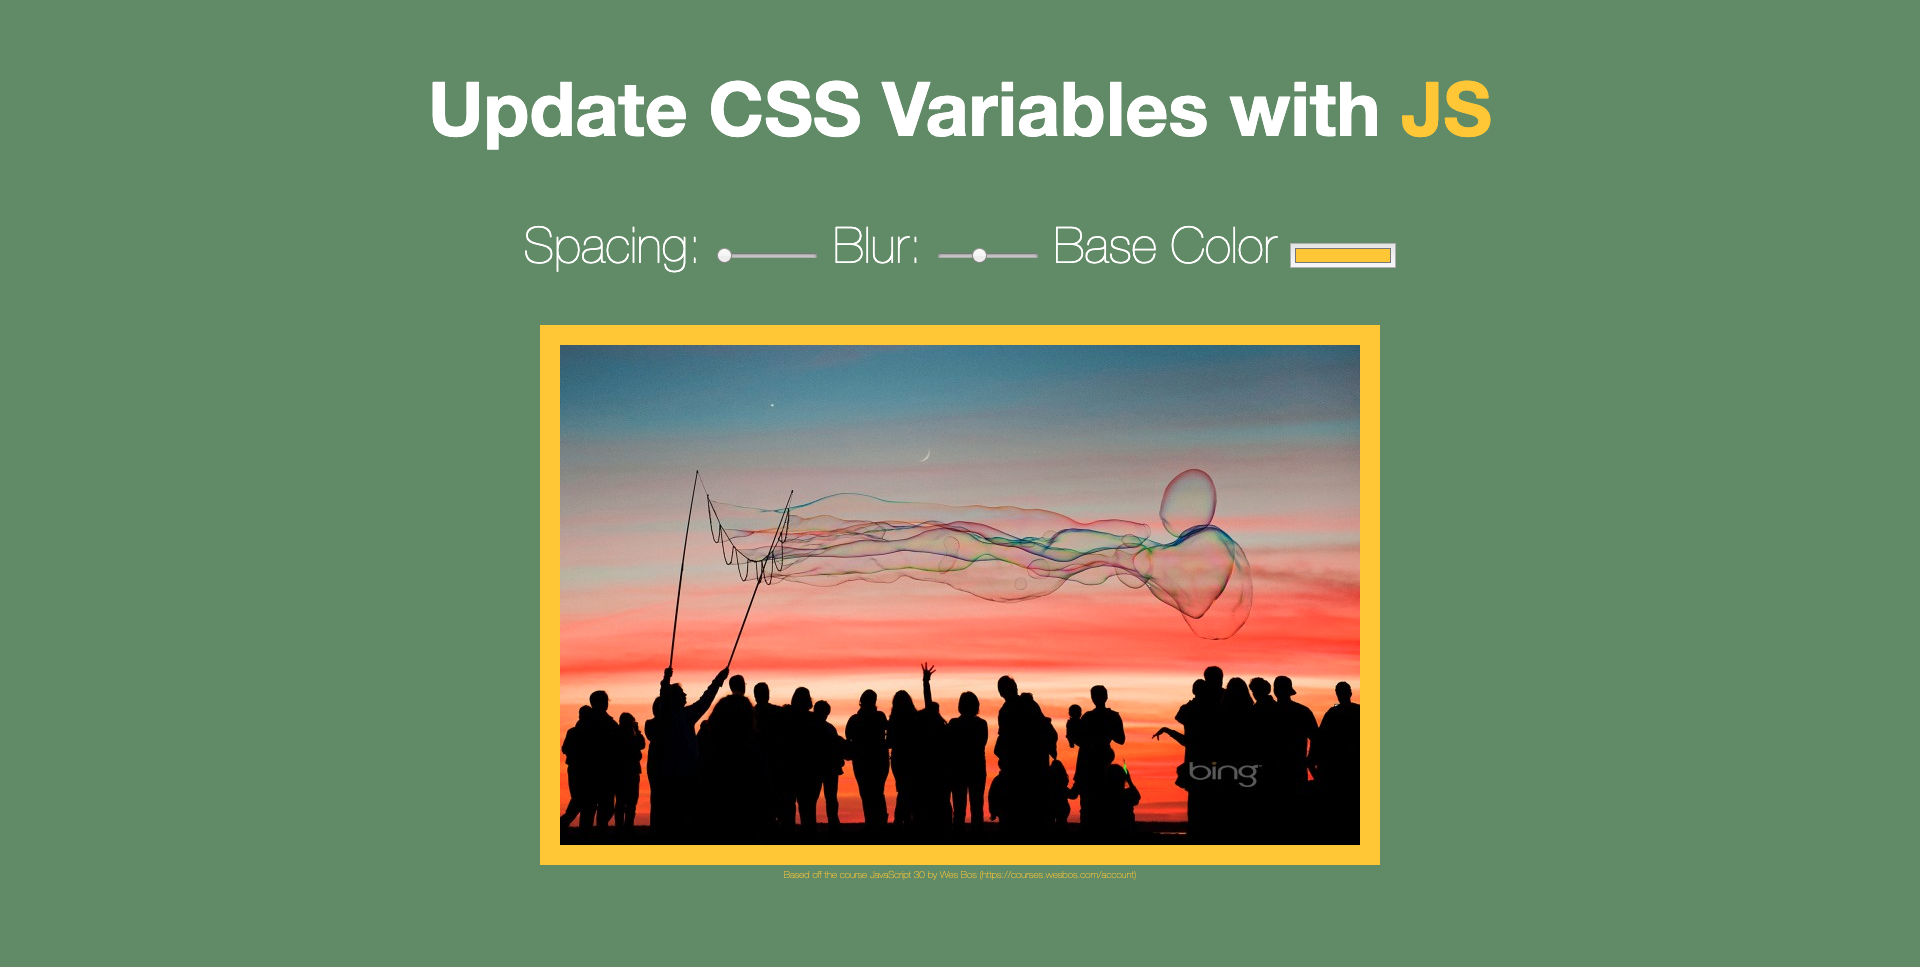 Update CSS Variables with JS
Spacing: Blur: Base Color
bing
Based off the course JavaScript 30 by Wes Bos (https://courses.wesbos.com/account)